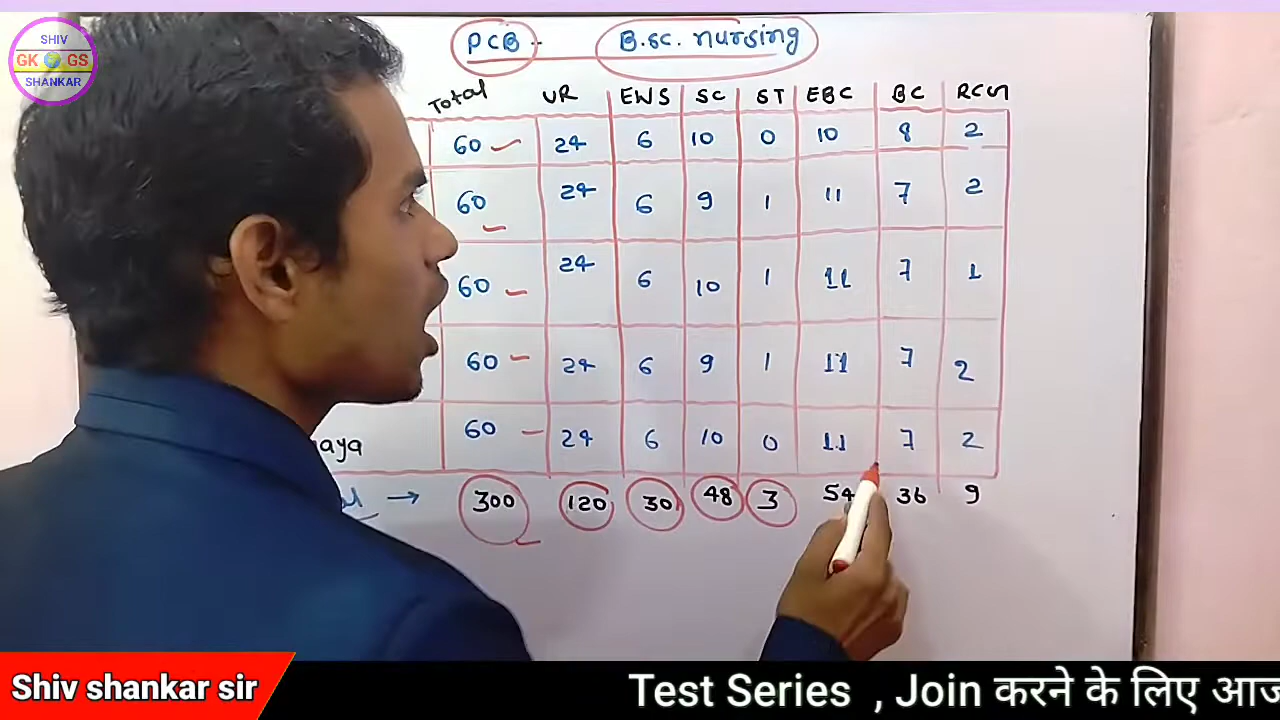 SHIV
GK GS
SHANKAR
PCB B.sc. nursing
Total UR EWS SC ST EBC BC RCG
60 24 6 10 0 10 8 2
60 24 6 9 1 11 7 2
60 24 6 10 1 11 7 1
60 24 6 9 1 11 7 2
aya 60 24 6 10 0 11 7 2
→ 300 120 30 48 3 54 36 9
Shiv shankar sir
Test Series , Join करने के लिए आज